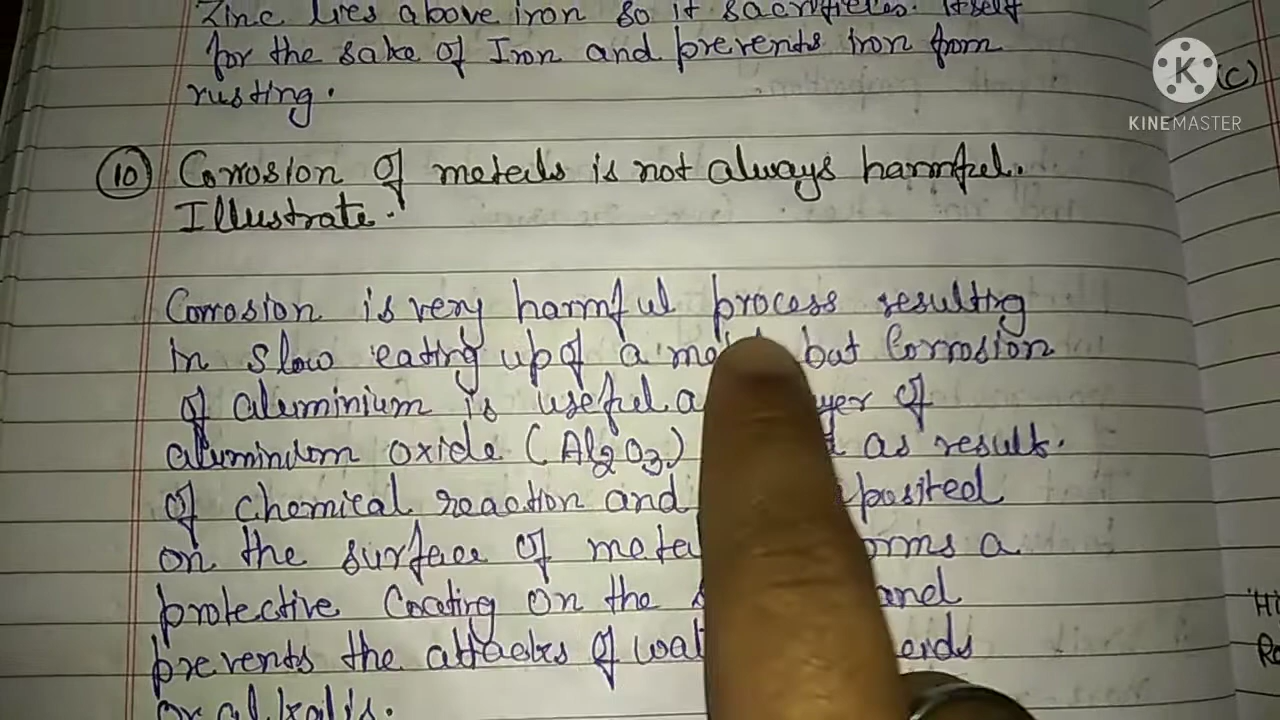 Zinc lies above iron so it sacrifices. itself
for the sake of Iron and prevents iron from
rusting.
(C)
KINEMASTER
(10) Corrosion of metals is not always harmful.
Illustrate.
Corrosion is very harmful process resulting
in slow eating up of a but Corrosion
of aluminium is useful of
aluminium oxide (Al2O3) as result.
of chemical reaction and
on the surface of a
protective Coating on the and
prevents the attacks of
or alkalis.